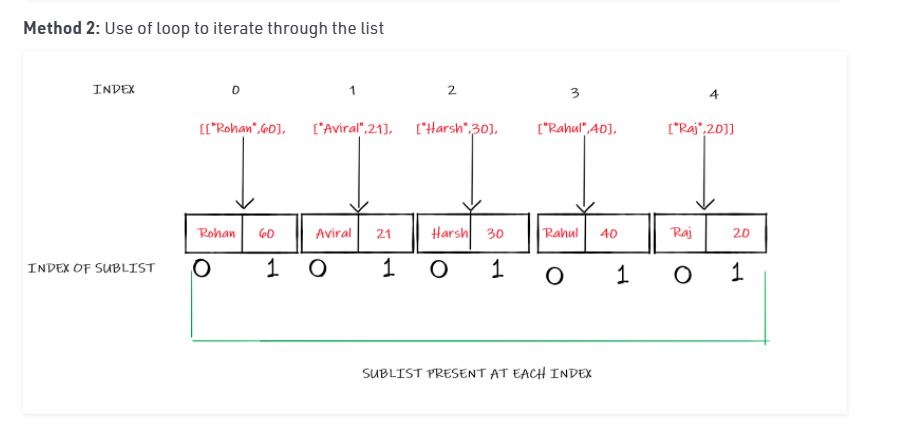 Method 2: Use of loop to iterate through the list
INDEX 0 1 2 3 4
[["Rohan",60], ["Aviral",21], ["Harsh",30], ["Rahul",40], ["Raj",20]]
Rohan 60 Aviral 21 Harsh 30 Rahul 40 Raj 20
INDEX OF SUBLIST 0 1 0 1 0 1 0 1 0 1
SUBLIST PRESENT AT EACH INDEX